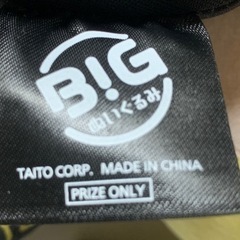 B!G
ぬいぐるみ
TAITO CORP. MADE IN CHINA
PRIZE ONLY